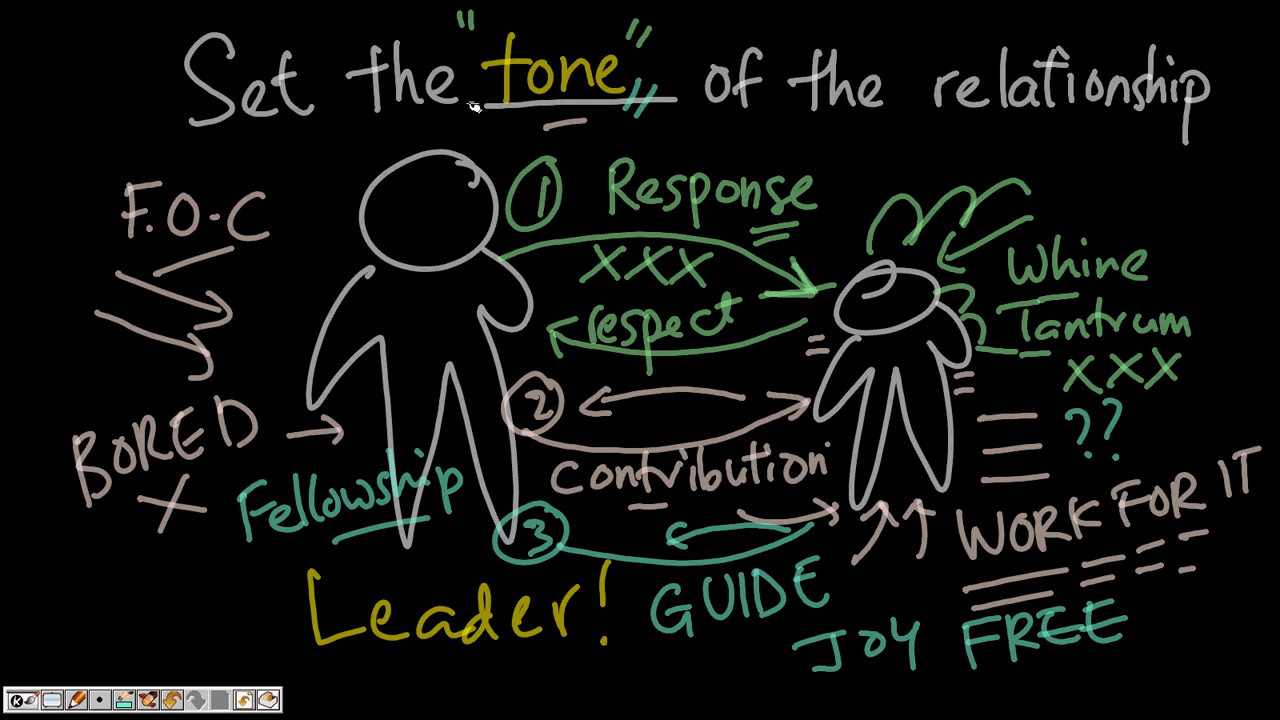 Set the "tone" of the relationship
F.O.C
① Response
XXX
respect
Whine
Tantrum
XXX
??
BORED
X
②
Contribution
WORK FOR IT
Fellowship
③
GUIDE
Leader!
JOY FREE